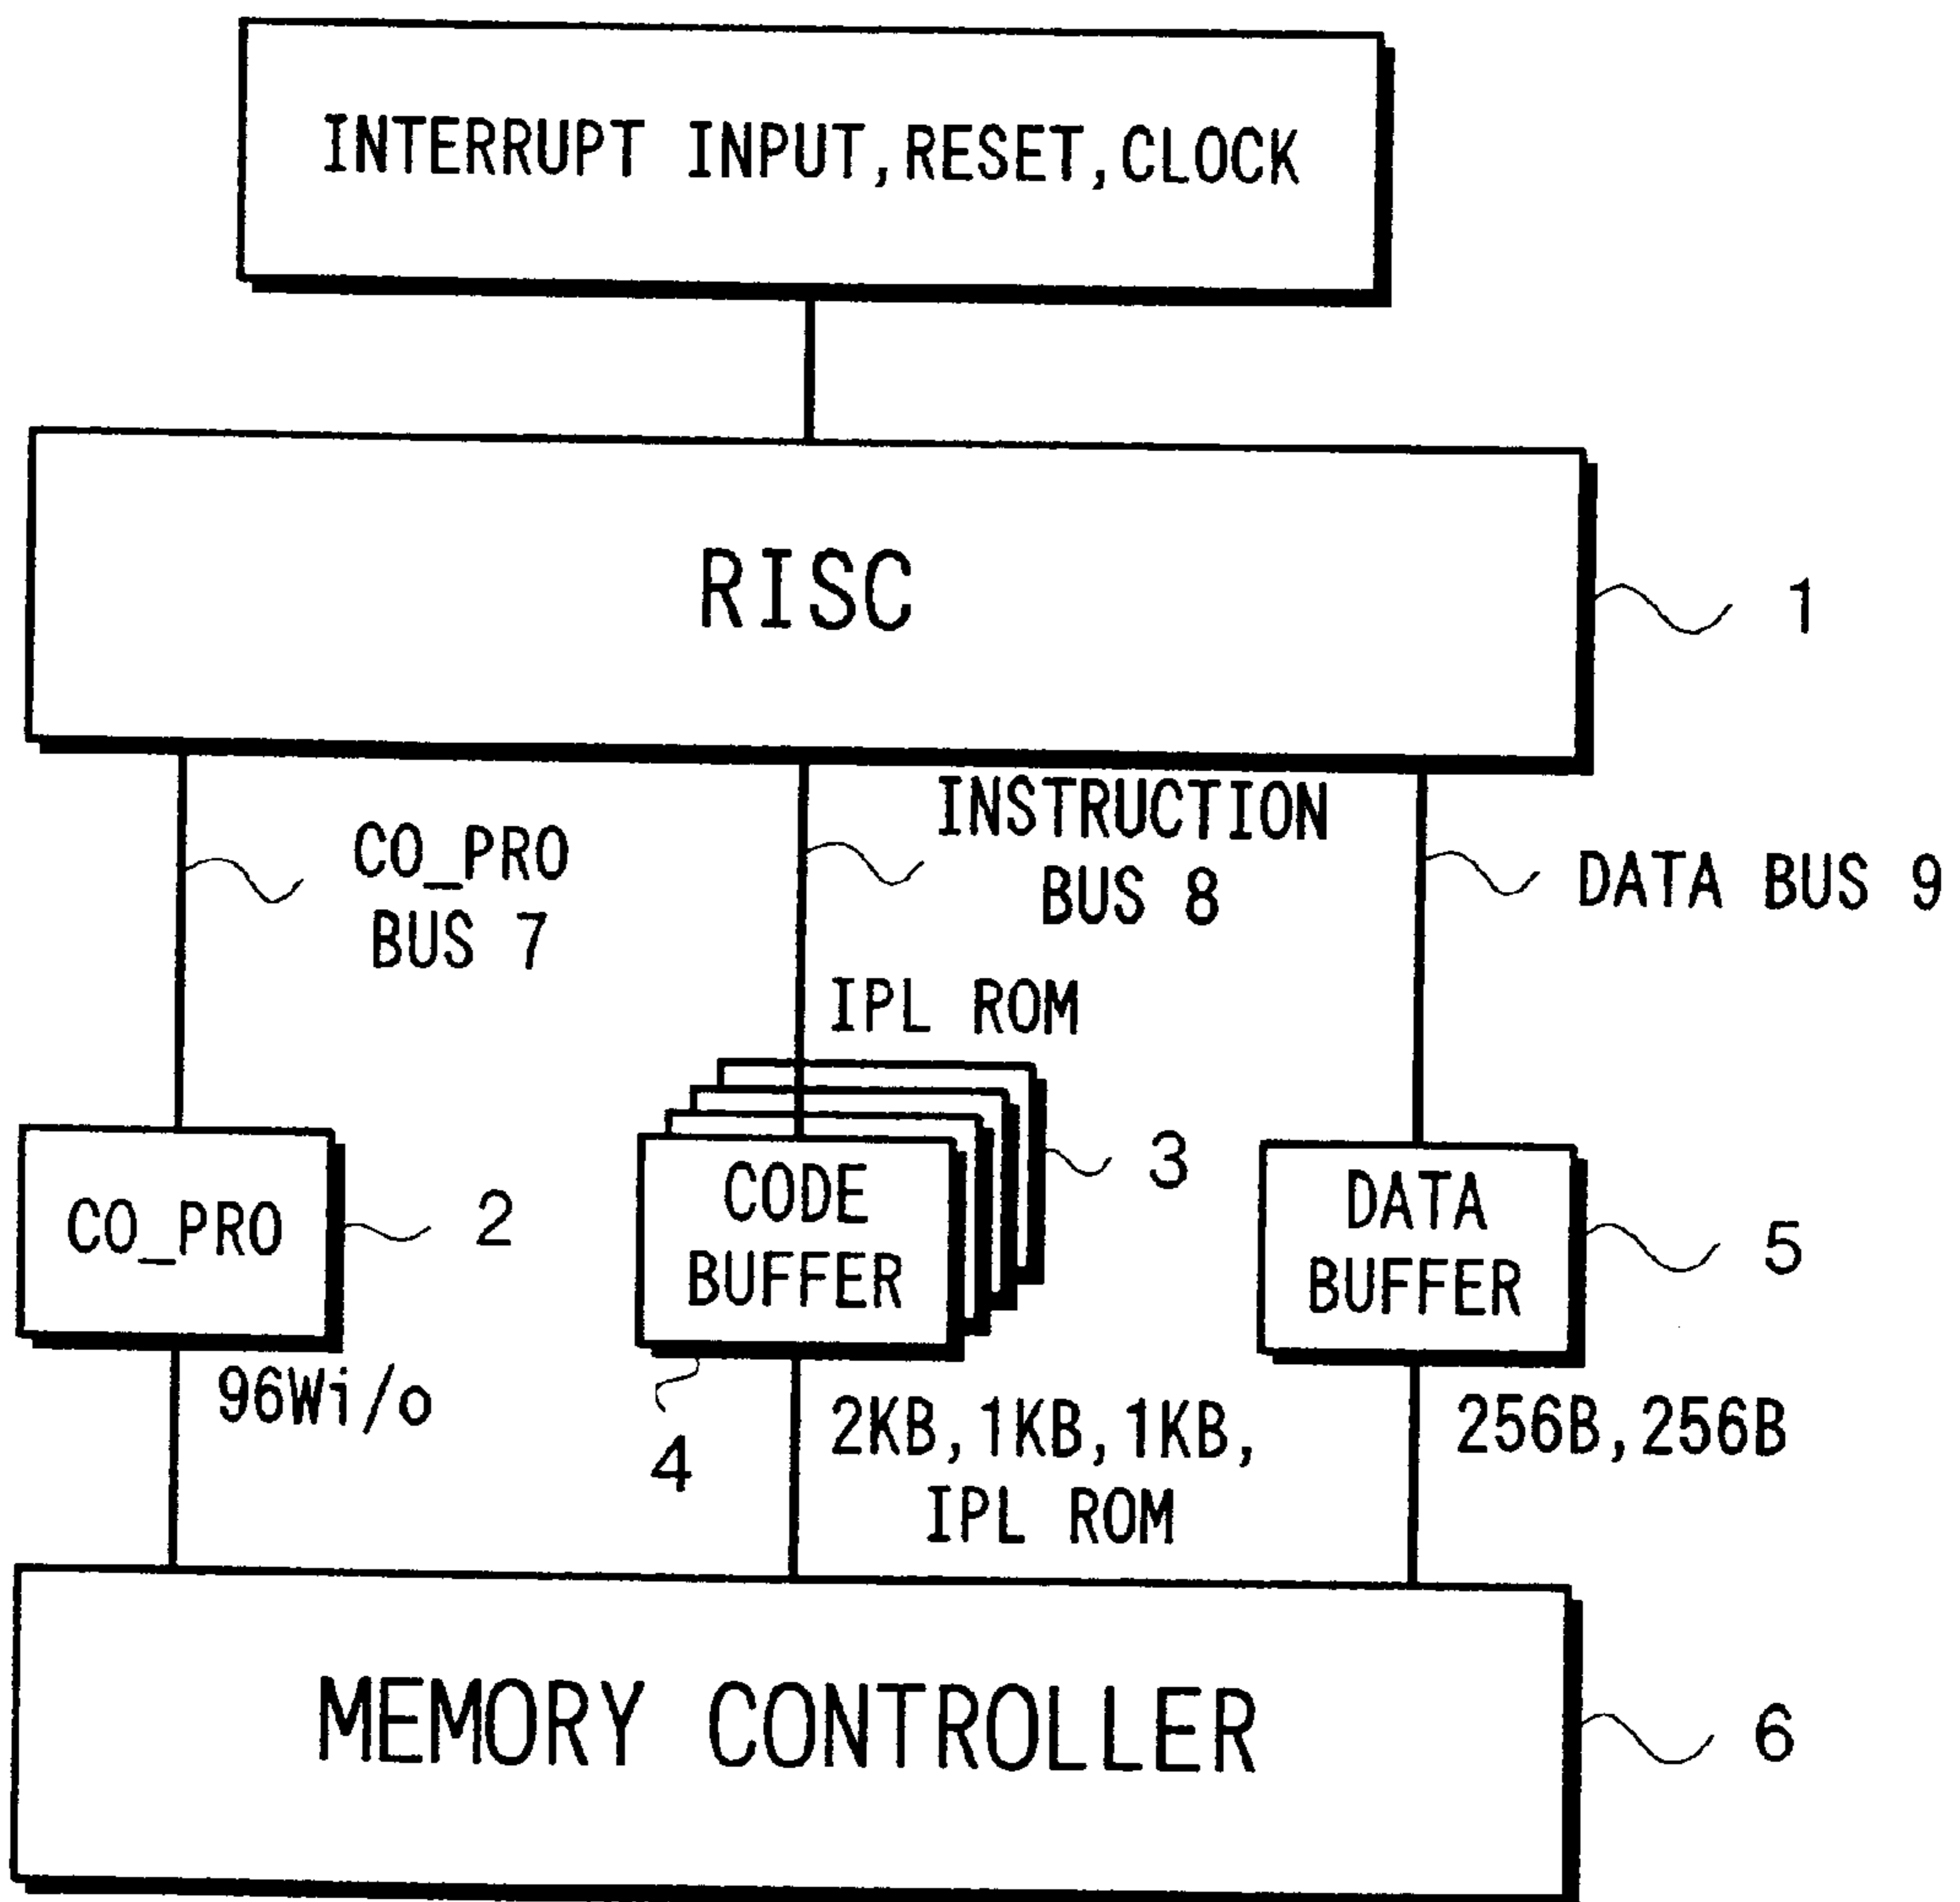 INTERRUPT INPUT,RESET,CLOCK
RISC
1
CO_PRO
BUS 7
INSTRUCTION
BUS 8
DATA BUS 9
IPL ROM
CO_PRO
2
CODE
BUFFER
3
4
DATA
BUFFER
5
96Wi/o
2KB,1KB,1KB,
IPL ROM
256B,256B
MEMORY CONTROLLER
6